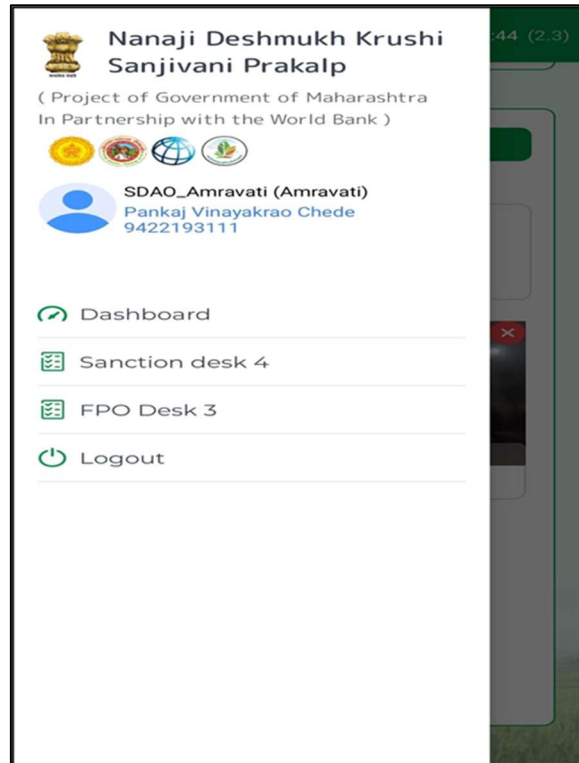 Nanaji Deshmukh Krushi
Sanjivani Prakalp
( Project of Government of Maharashtra
In Partnership with the World Bank )
SDAO_Amravati (Amravati)
Pankaj Vinayakrao Chede
9422193111
Dashboard
Sanction desk 4
FPO Desk 3
Logout
:44 (2.3)